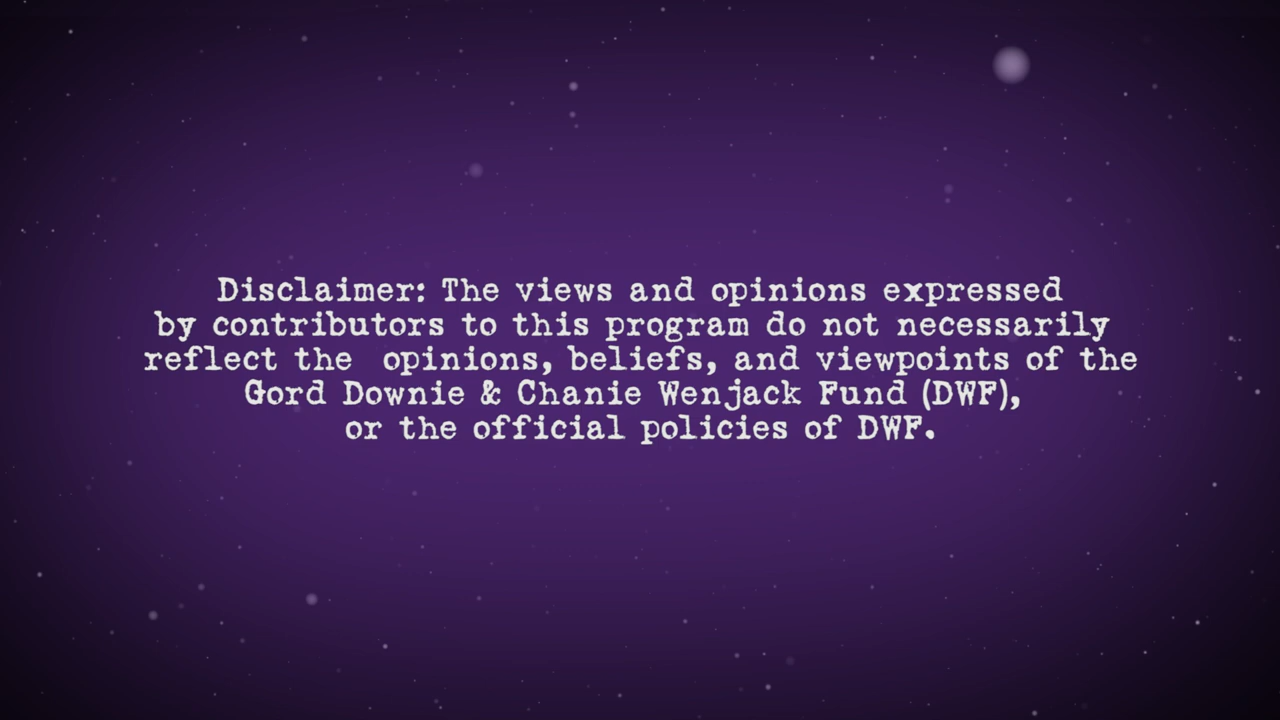 Disclaimer: The views and opinions expressed
by contributors to this program do not necessarily
reflect the  opinions, beliefs, and viewpoints of the
Gord Downie & Chanie Wenjack Fund (DWF),
or the official policies of DWF.